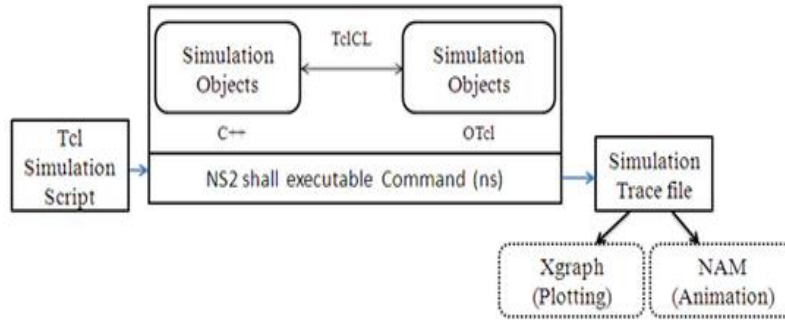 TclCL
Simulation
Objects
Simulation
Objects
C++
OTcl
Tcl
Simulation
Script
NS2 shall executable Command (ns)
Simulation
Trace file
Xgraph
(Plotting)
NAM
(Animation)